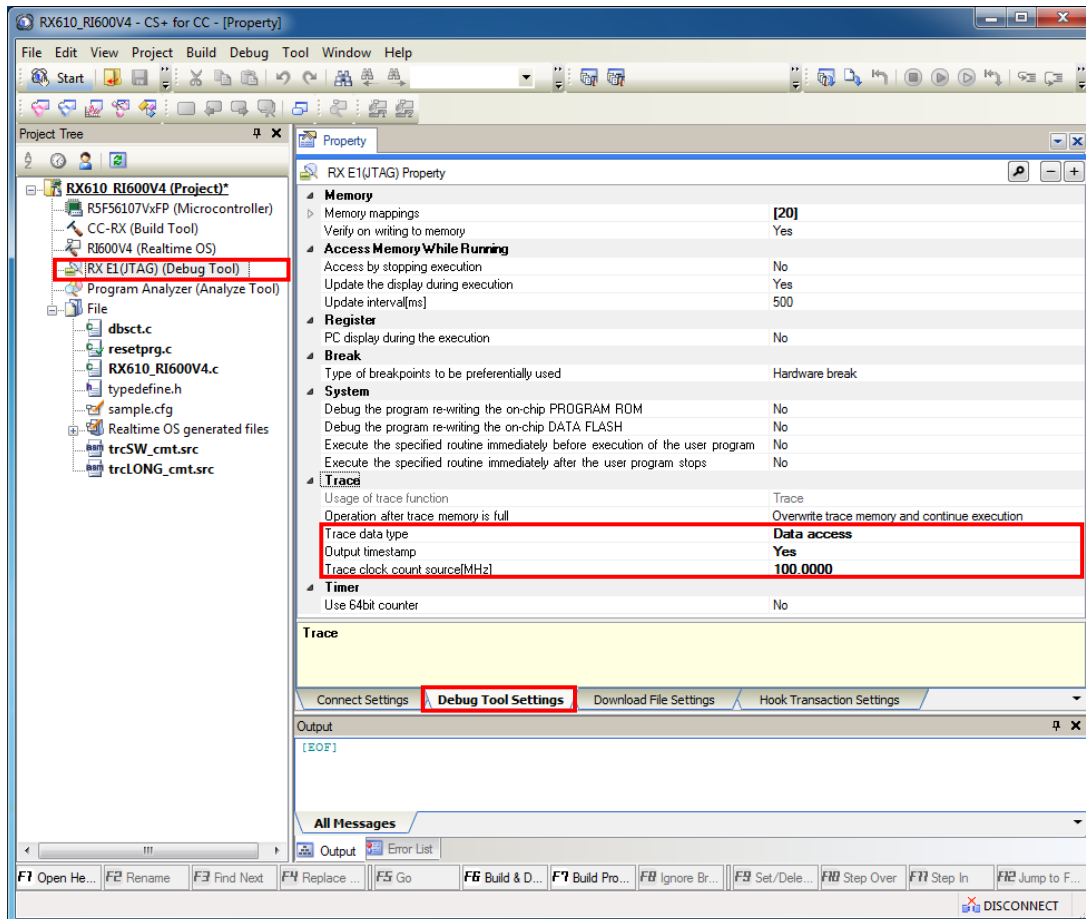 RX610_RI600V4 - CS+ for CC - [Property]
File Edit View Project Build Debug Tool Window Help
Start
Project Tree
RX610_RI600V4 (Project)*
R5F56107VxFP (Microcontroller)
CC-RX (Build Tool)
RI600V4 (Realtime OS)
RX E1(JTAG) (Debug Tool)
Program Analyzer (Analyze Tool)
File
dbsct.c
resetprg.c
RX610_RI600V4.c
typedefine.h
sample.cfg
Realtime OS generated files
trcSW_cmt.src
trcLONG_cmt.src
Property
RX E1(JTAG) Property
Memory
Memory mappings [20]
Verify on writing to memory Yes
Access Memory While Running
Access by stopping execution No
Update the display during execution Yes
Update interval[ms] 500
Register
PC display during the execution No
Break
Type of breakpoints to be preferentially used Hardware break
System
Debug the program re-writing the on-chip PROGRAM ROM No
Debug the program re-writing the on-chip DATA FLASH No
Execute the specified routine immediately before execution of the user program No
Execute the specified routine immediately after the user program stops No
Trace
Usage of trace function Trace
Operation after trace memory is full Overwrite trace memory and continue execution
Trace data type Data access
Output timestamp Yes
Trace clock count source[MHz] 100.0000
Timer
Use 64bit counter No
Trace
Connect Settings Debug Tool Settings Download File Settings Hook Transaction Settings
Output
[EOF]
All Messages
Output Error List
F1 Open He... F2 Rename F3 Find Next F4 Replace ... F5 Go F6 Build & D... F7 Build Pro... F8 Ignore Br... F9 Set/Dele... F10 Step Over F11 Step In F12 Jump to F...
DISCONNECT